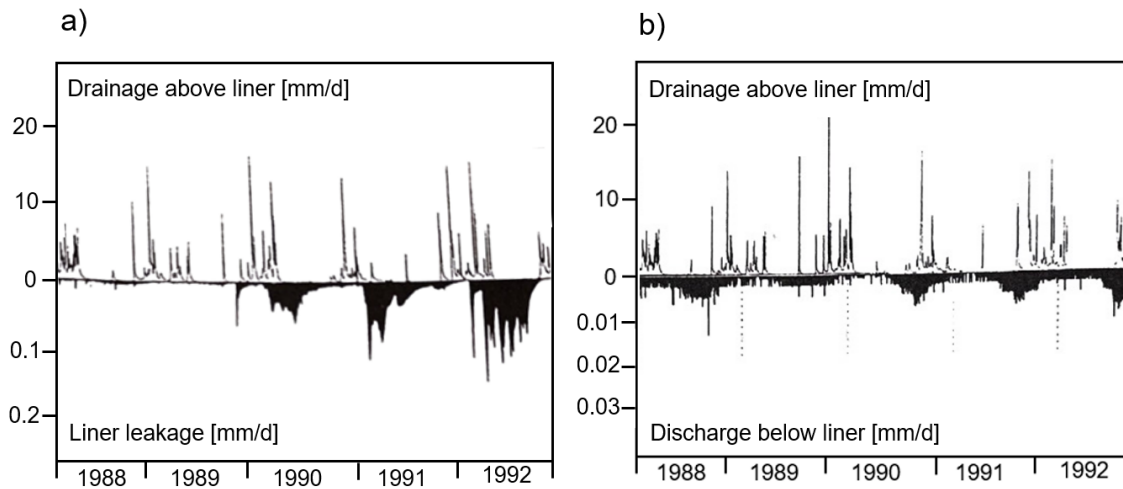 a)
Drainage above liner [mm/d]
20
10
0
0.1
0.2
Liner leakage [mm/d]
1988 1989 1990 1991 1992
b)
Drainage above liner [mm/d]
20
10
0
0.01
0.02
0.03
Discharge below liner [mm/d]
1988 1989 1990 1991 1992